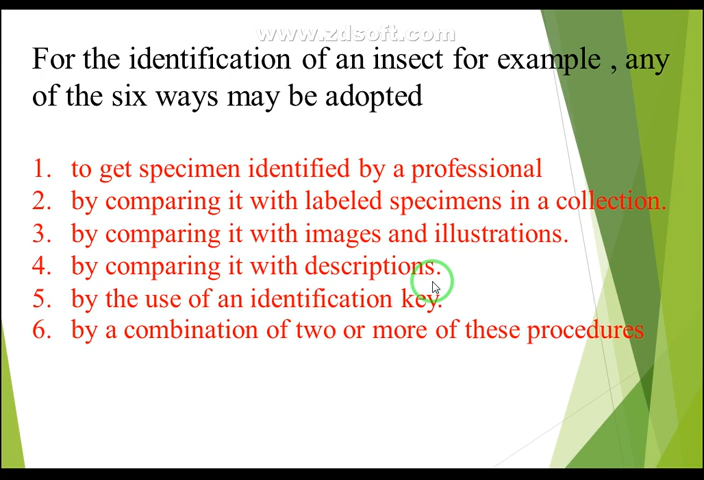 www.zdsoft.com
For the identification of an insect for example , any
of the six ways may be adopted
1. to get specimen identified by a professional
2. by comparing it with labeled specimens in a collection.
3. by comparing it with images and illustrations.
4. by comparing it with descriptions.
5. by the use of an identification key.
6. by a combination of two or more of these procedures